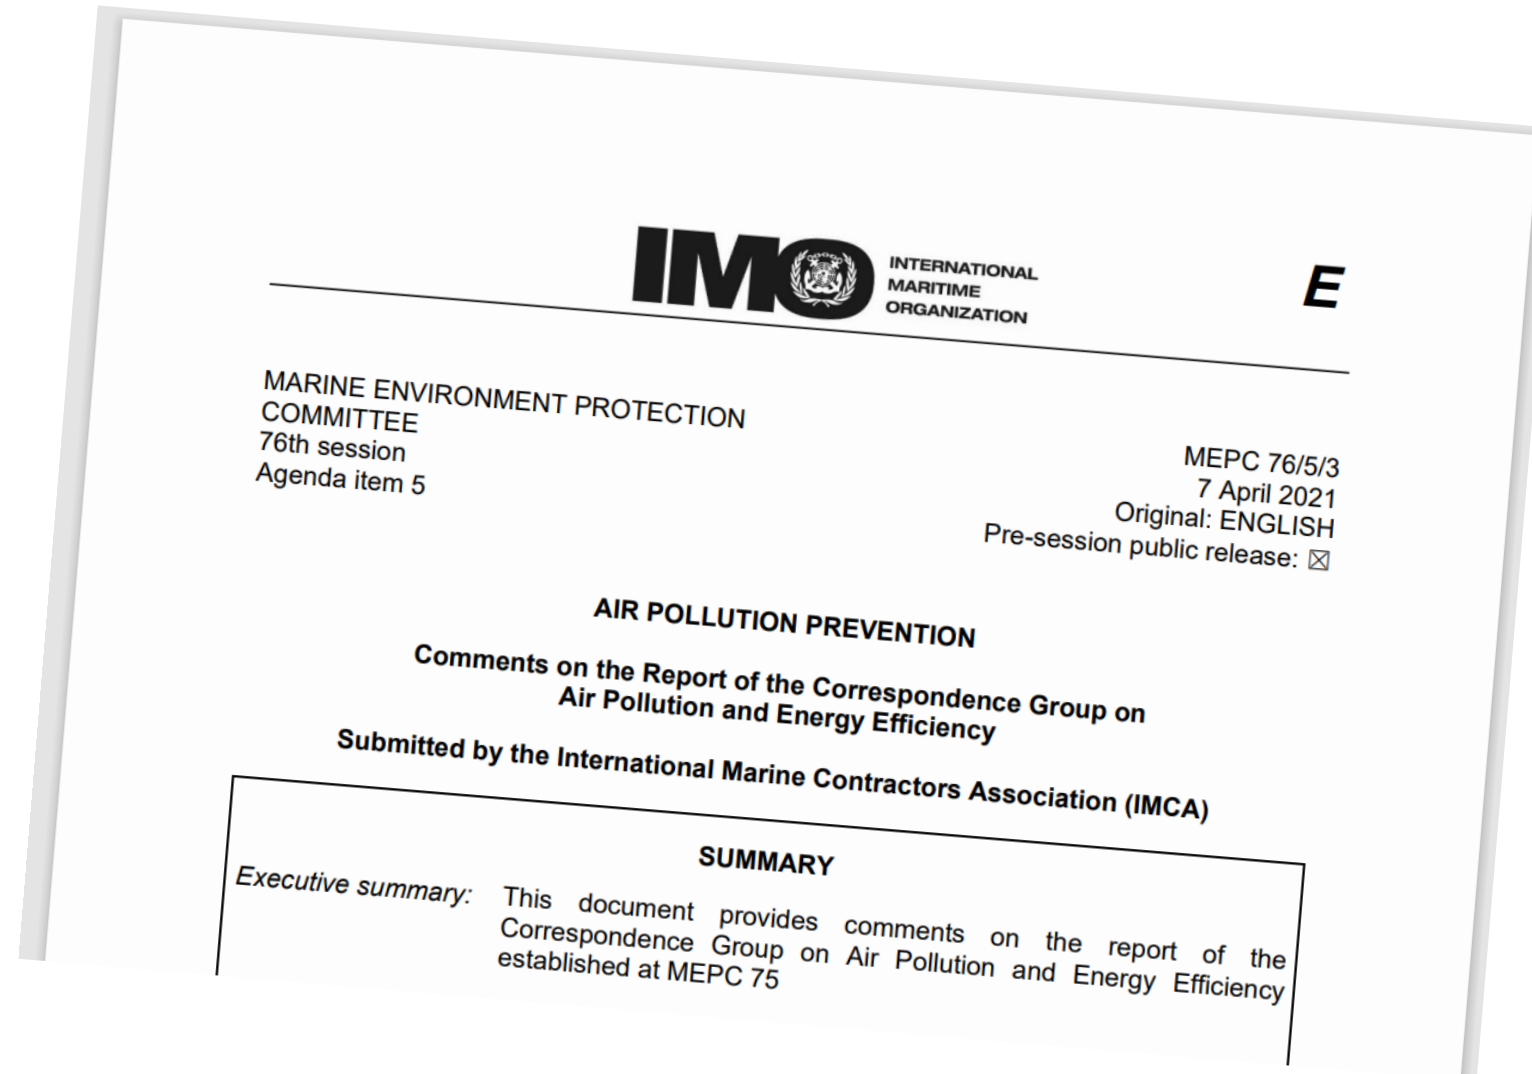 IMO
INTERNATIONAL
MARITIME
ORGANIZATION
E
MARINE ENVIRONMENT PROTECTION
COMMITTEE
76th session
Agenda item 5
MEPC 76/5/3
7 April 2021
Original: ENGLISH
Pre-session public release: ☒
AIR POLLUTION PREVENTION
Comments on the Report of the Correspondence Group on
Air Pollution and Energy Efficiency
Submitted by the International Marine Contractors Association (IMCA)
SUMMARY
Executive summary: This document provides comments on the report of the
Correspondence Group on Air Pollution and Energy Efficiency
established at MEPC 75